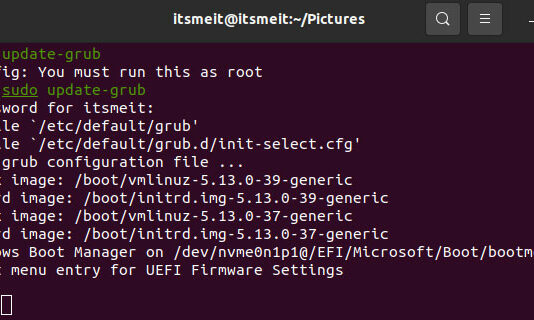 itsmeit@itsmeit:~/Pictures
update-grub
fig: You must run this as root
sudo update-grub
sword for itsmeit:
le `/etc/default/grub'
le `/etc/default/grub.d/init-select.cfg'
grub configuration file ...
x image: /boot/vmlinuz-5.13.0-39-generic
rd image: /boot/initrd.img-5.13.0-39-generic
x image: /boot/vmlinuz-5.13.0-37-generic
rd image: /boot/initrd.img-5.13.0-37-generic
ows Boot Manager on /dev/nvme0n1p1@/EFI/Microsoft/Boot/bootm
t menu entry for UEFI Firmware Settings